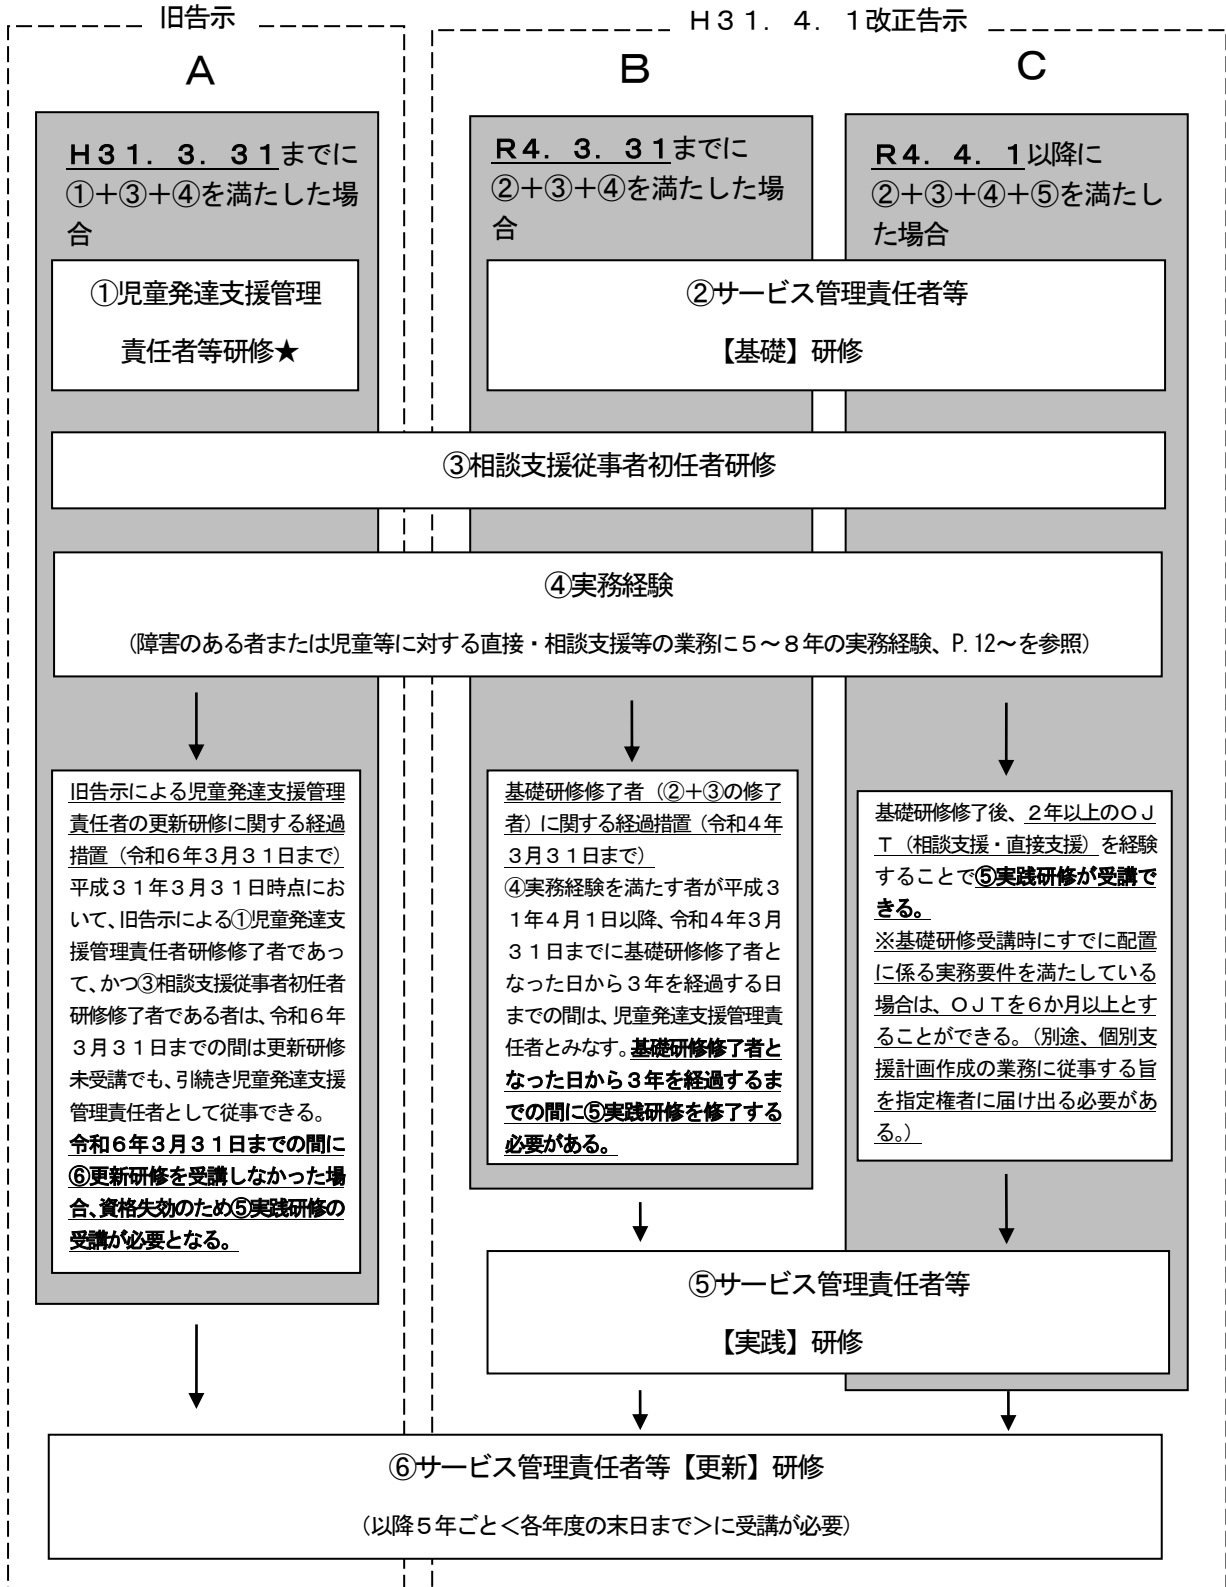 旧告示
H３１．４．１改正告示
A
B
C
H３１．３．３１までに
①＋③＋④を満たした場
合
R４．３．３１までに
②＋③＋④を満たした場
合
R４．４．１以降に
②＋③＋④＋⑤を満たし
た場合
①児童発達支援管理
責任者等研修★
②サービス管理責任者等
【基礎】研修
③相談支援従事者初任者研修
④実務経験
（障害のある者または児童等に対する直接・相談支援等の業務に５～８年の実務経験、P.12～を参照）
旧告示による児童発達支援管理
責任者の更新研修に関する経過
措置（令和６年３月３１日まで）
平成３１年３月３１日時点にお
いて、旧告示による①児童発達支
援管理責任者研修修了者であっ
て、かつ③相談支援従事者初任者
研修修了者である者は、令和６年
３月３１日までの間は更新研修
未受講でも、引続き児童発達支援
管理責任者として従事できる。
令和６年３月３１日までの間に
⑥更新研修を受講しなかった場
合、資格失効のため⑤実践研修の
受講が必要となる。
基礎研修修了者（②＋③の修了
者）に関する経過措置（令和４年
３月３１日まで）
④実務経験を満たす者が平成３
１年４月１日以降、令和４年３月
３１日までに基礎研修修了者と
なった日から３年を経過する日
までの間は、児童発達支援管理責
任者とみなす。基礎研修修了者と
なった日から３年を経過するま
での間に⑤実践研修を修了する
必要がある。
基礎研修修了後、２年以上のＯＪ
Ｔ（相談支援・直接支援）を経験
することで⑤実践研修が受講で
きる。
※基礎研修受講時にすでに配置
に係る実務要件を満たしている
場合は、ＯＪＴを６か月以上とす
ることができる。（別途、個別支
援計画作成の業務に従事する旨
を指定権者に届け出る必要があ
る。）
⑤サービス管理責任者等
【実践】研修
⑥サービス管理責任者等【更新】研修
（以降５年ごと＜各年度の末日まで＞に受講が必要）